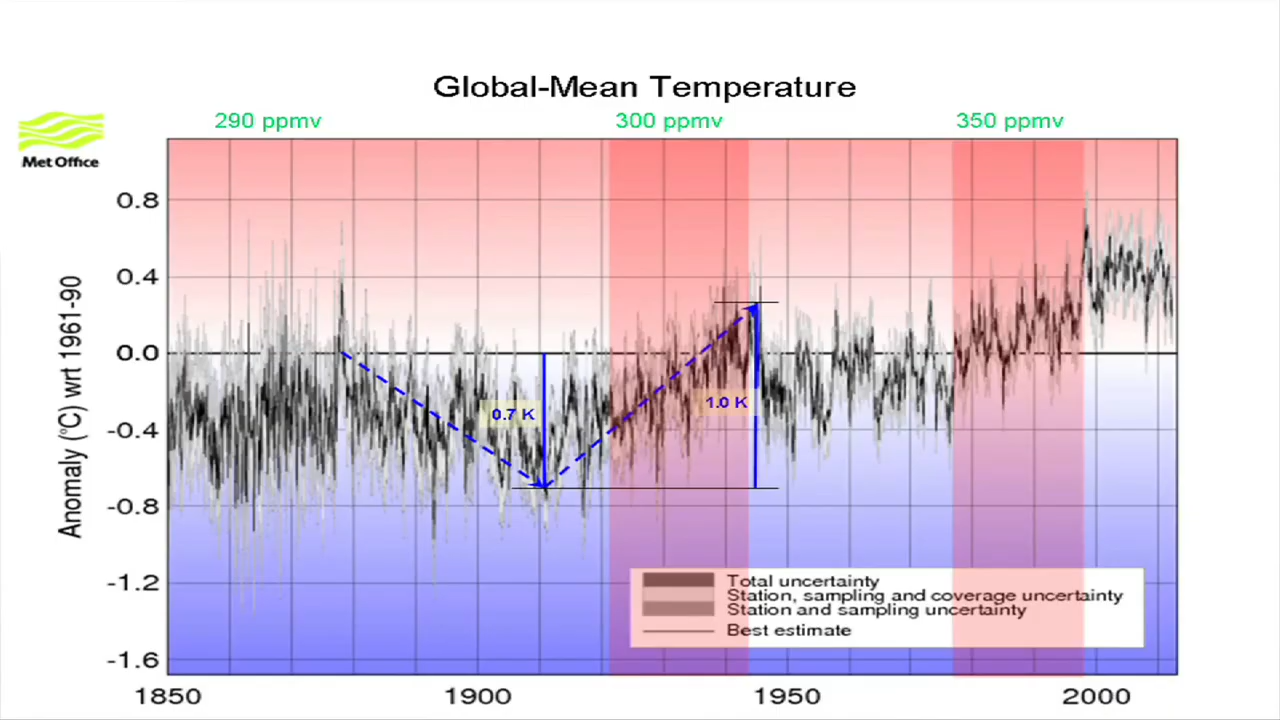 Global-Mean Temperature
290 ppmv 300 ppmv 350 ppmv
Met Office
0.8
0.4
0.0
-0.4
-0.8
-1.2
-1.6
Anomaly (°C) wrt 1961-90
0.7 K
1.0 K
Total uncertainty
Station, sampling and coverage uncertainty
Station and sampling uncertainty
Best estimate
1850 1900 1950 2000